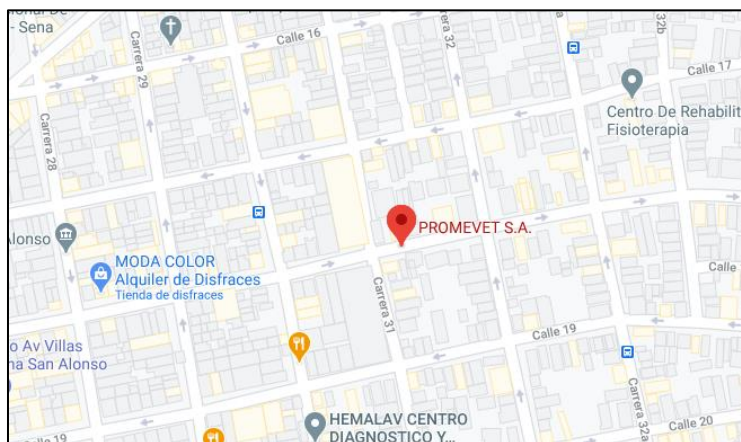 - Sena
Calle 16
Carrera 29
Carrera 32
32b
Calle 17
Centro De Rehabilit
Fisioterapia
Carrera 28
PROMEVET S.A.
Alonso
MODA COLOR
Alquiler de Disfraces
Tienda de disfraces
Calle
Carrera 31
Calle 19
o Av Villas
na San Alonso
Carrera 32a
HEMALAV CENTRO
DIAGNOSTICO Y...
Calle 19
Calle 20